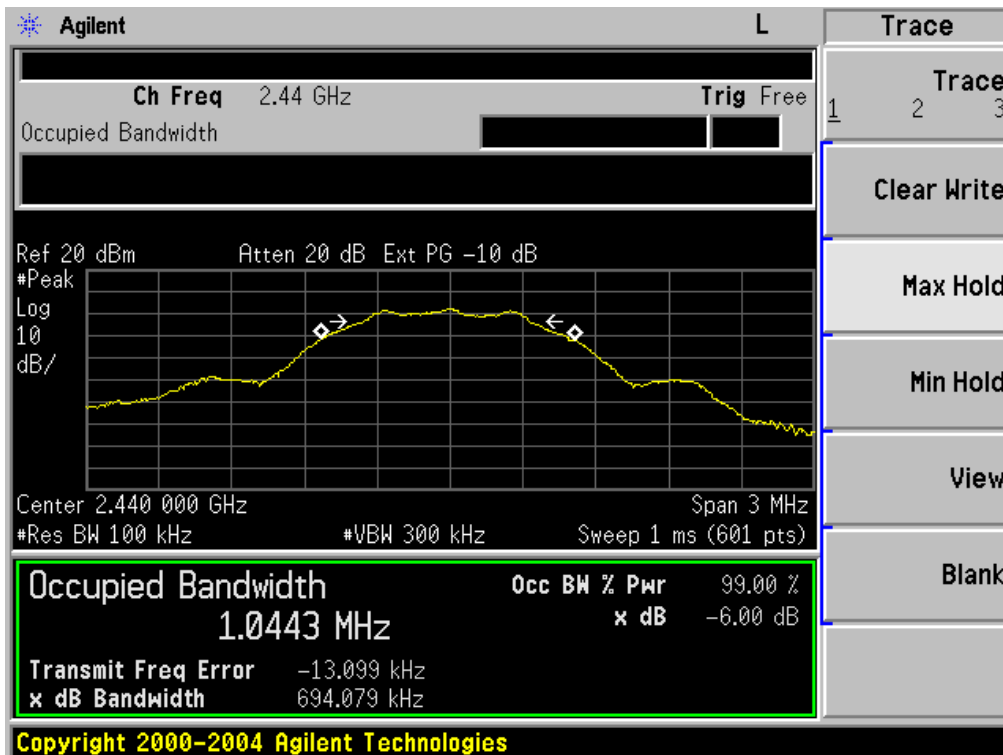 Agilent L Trace
Ch Freq 2.44 GHz Trig Free
Occupied Bandwidth
Ref 20 dBm Atten 20 dB Ext PG -10 dB
#Peak
Log
10
dB/
Center 2.440 000 GHz Span 3 MHz
#Res BW 100 kHz #VBW 300 kHz Sweep 1 ms (601 pts)
Occupied Bandwidth Occ BW % Pwr 99.00 %
1.0443 MHz x dB -6.00 dB
Transmit Freq Error -13.099 kHz
x dB Bandwidth 694.079 kHz
Trace
1 2 3
Clear Write
Max Hold
Min Hold
View
Blank
Copyright 2000-2004 Agilent Technologies